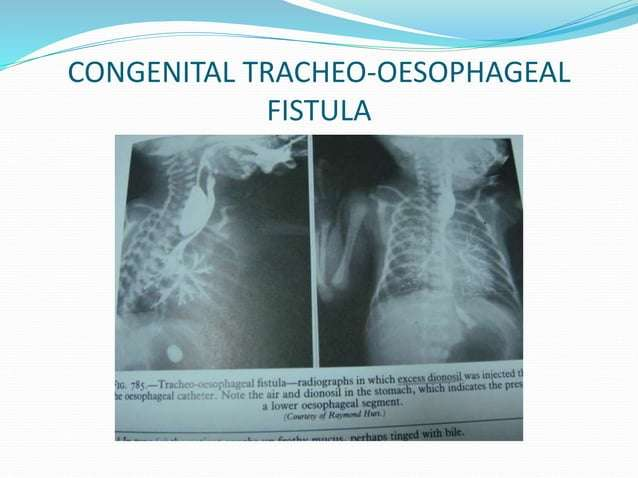 CONGENITAL TRACHEO-OESOPHAGEAL
FISTULA
FIG. 785.—Tracheo-oesophageal fistula—radiographs in which excess dionosil was injected
the oesophageal catheter. Note the air and dionosil in the stomach, which indicates the
a lower oesophageal segment.
(Courtesy of Raymond Hurt.)
frothy mucus, perhaps tinged with bile.